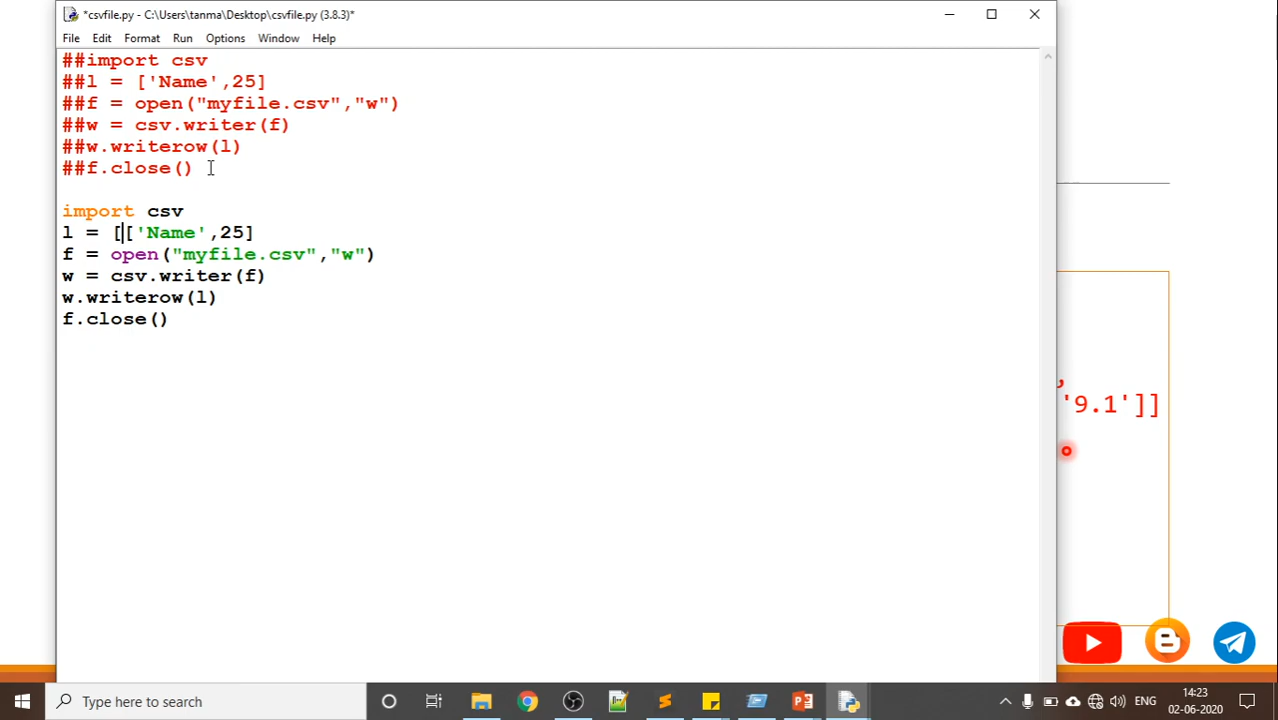 *csvfile.py - C:\Users\tanma\Desktop\csvfile.py (3.8.3)*
File Edit Format Run Options Window Help
##import csv
##l = ['Name',25]
##f = open("myfile.csv","w")
##w = csv.writer(f)
##w.writerow(l)
##f.close()
import csv
l = [['Name',25]
f = open("myfile.csv","w")
w = csv.writer(f)
w.writerow(l)
f.close()
,
'9.1']]
Type here to search
ENG
14:23
02-06-2020